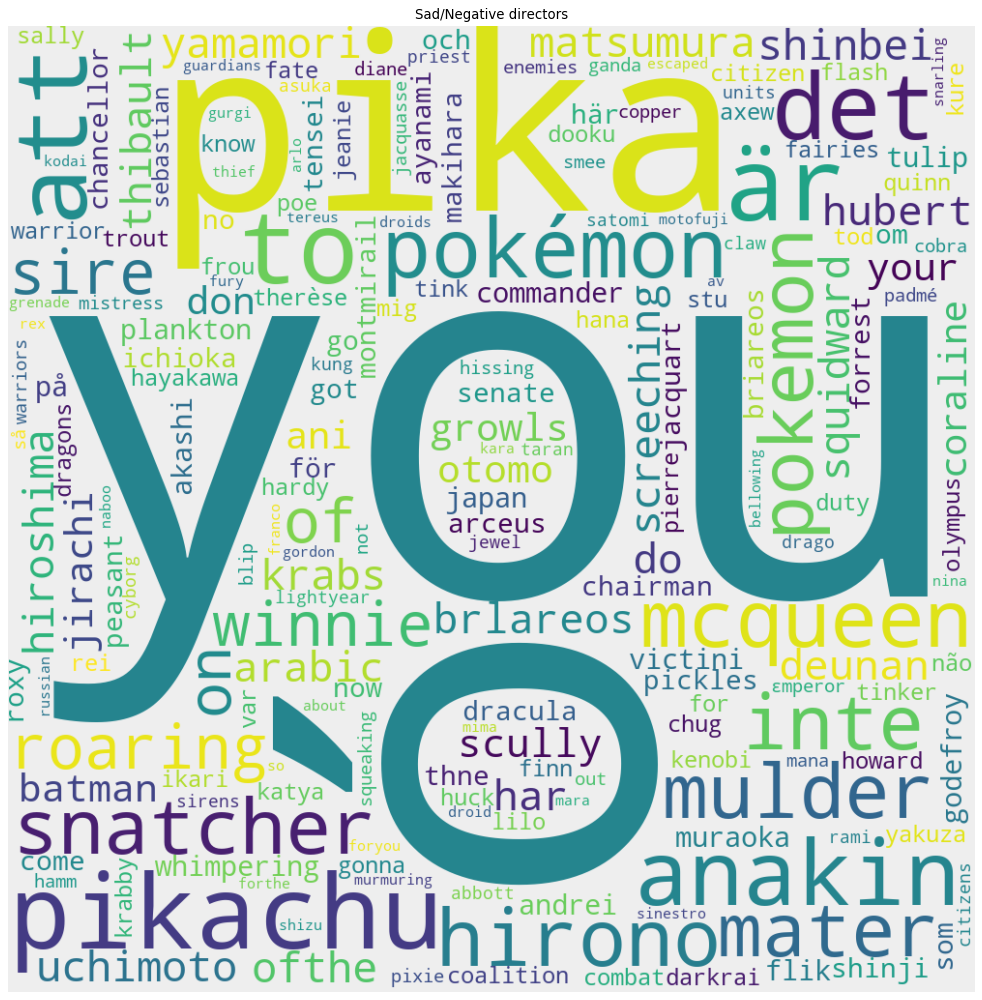 Sad/Negative directors
sally
att
thibault
yamamori
pika
och
priest
matsumura
shinbei
guardians
fate
diane
enemies
ganda
escaped
citizen
flash
snarling
kure
chancellor
sebastian
asuka
gurgi
jacquasse
ayanami
makihara
här
copper
units
axew
det
kodai
know
tensei
arlo
jeanie
dooku
smee
fairies
tulip
thief
poe
är
quinn
warrior
trout
no
to
tereus
droids
satomi
motofuji
hubert
sire
frou
fury
montmirail
pokémon
claw
tod
om
cobra
your
grenade
mistress
don
therèse
tink
commander
stu
av
padmé
rex
plankton
go
mig
hana
screeching
pierrejacquart
briareos
pokemon
squidward
forrest
coraline
olympus
warriors
ichioka
hayakawa
kung
got
hissing
senate
you
på
så
dragons
akashi
ani
för
growls
kara
taran
otomo
hiroshima
jirachi
hardy
of
not
franco
japan
arceus
jewel
bellowing
duty
drago
peasant
cyborg
naboo
blip
gordon
krabs
do
chairman
nina
lightyear
winnie
brlareos
mcqueen
roxy
russian
rei
on
var
arabic
now
about
victini
pickles
deunan
não
roaring
so
squeaking
dracula
mima
for
chug
emperor
tinker
godefroy
scully
inte
batman
ikari
sirens
katya
thne
finn
out
kenobi
mana
howard
’
o
huck
har
mara
droid
lilo
mulder
snatcher
foryou
muraoka
rami
yakuza
come
hamm
krabby
whimpering
forthe
gonna
murmuring
abbott
andrei
sinestro
anakin
som
citizens
pikachu
shizu
hirono
mater
uchimoto
ofthe
pixie
coalition
combat
darkrai
flik
shinji